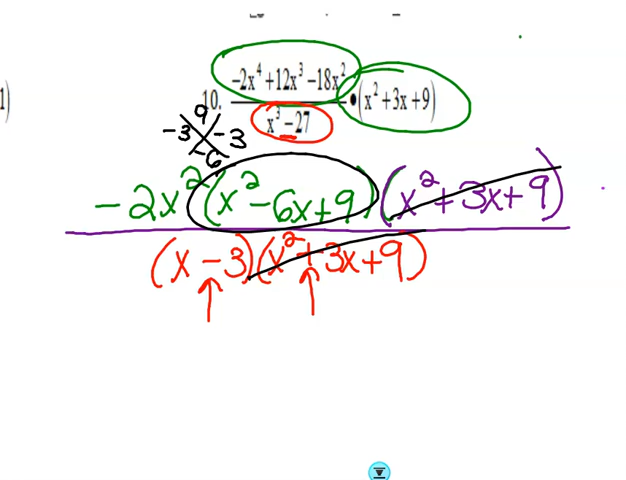 1)
-2x⁴ +12x³ -18x²
10. • (x² +3x +9)
x³ -27
9
-3 -3
-6
-2x² (x² - 6x + 9) (x² + 3x + 9)
(x - 3)(x² + 3x + 9)